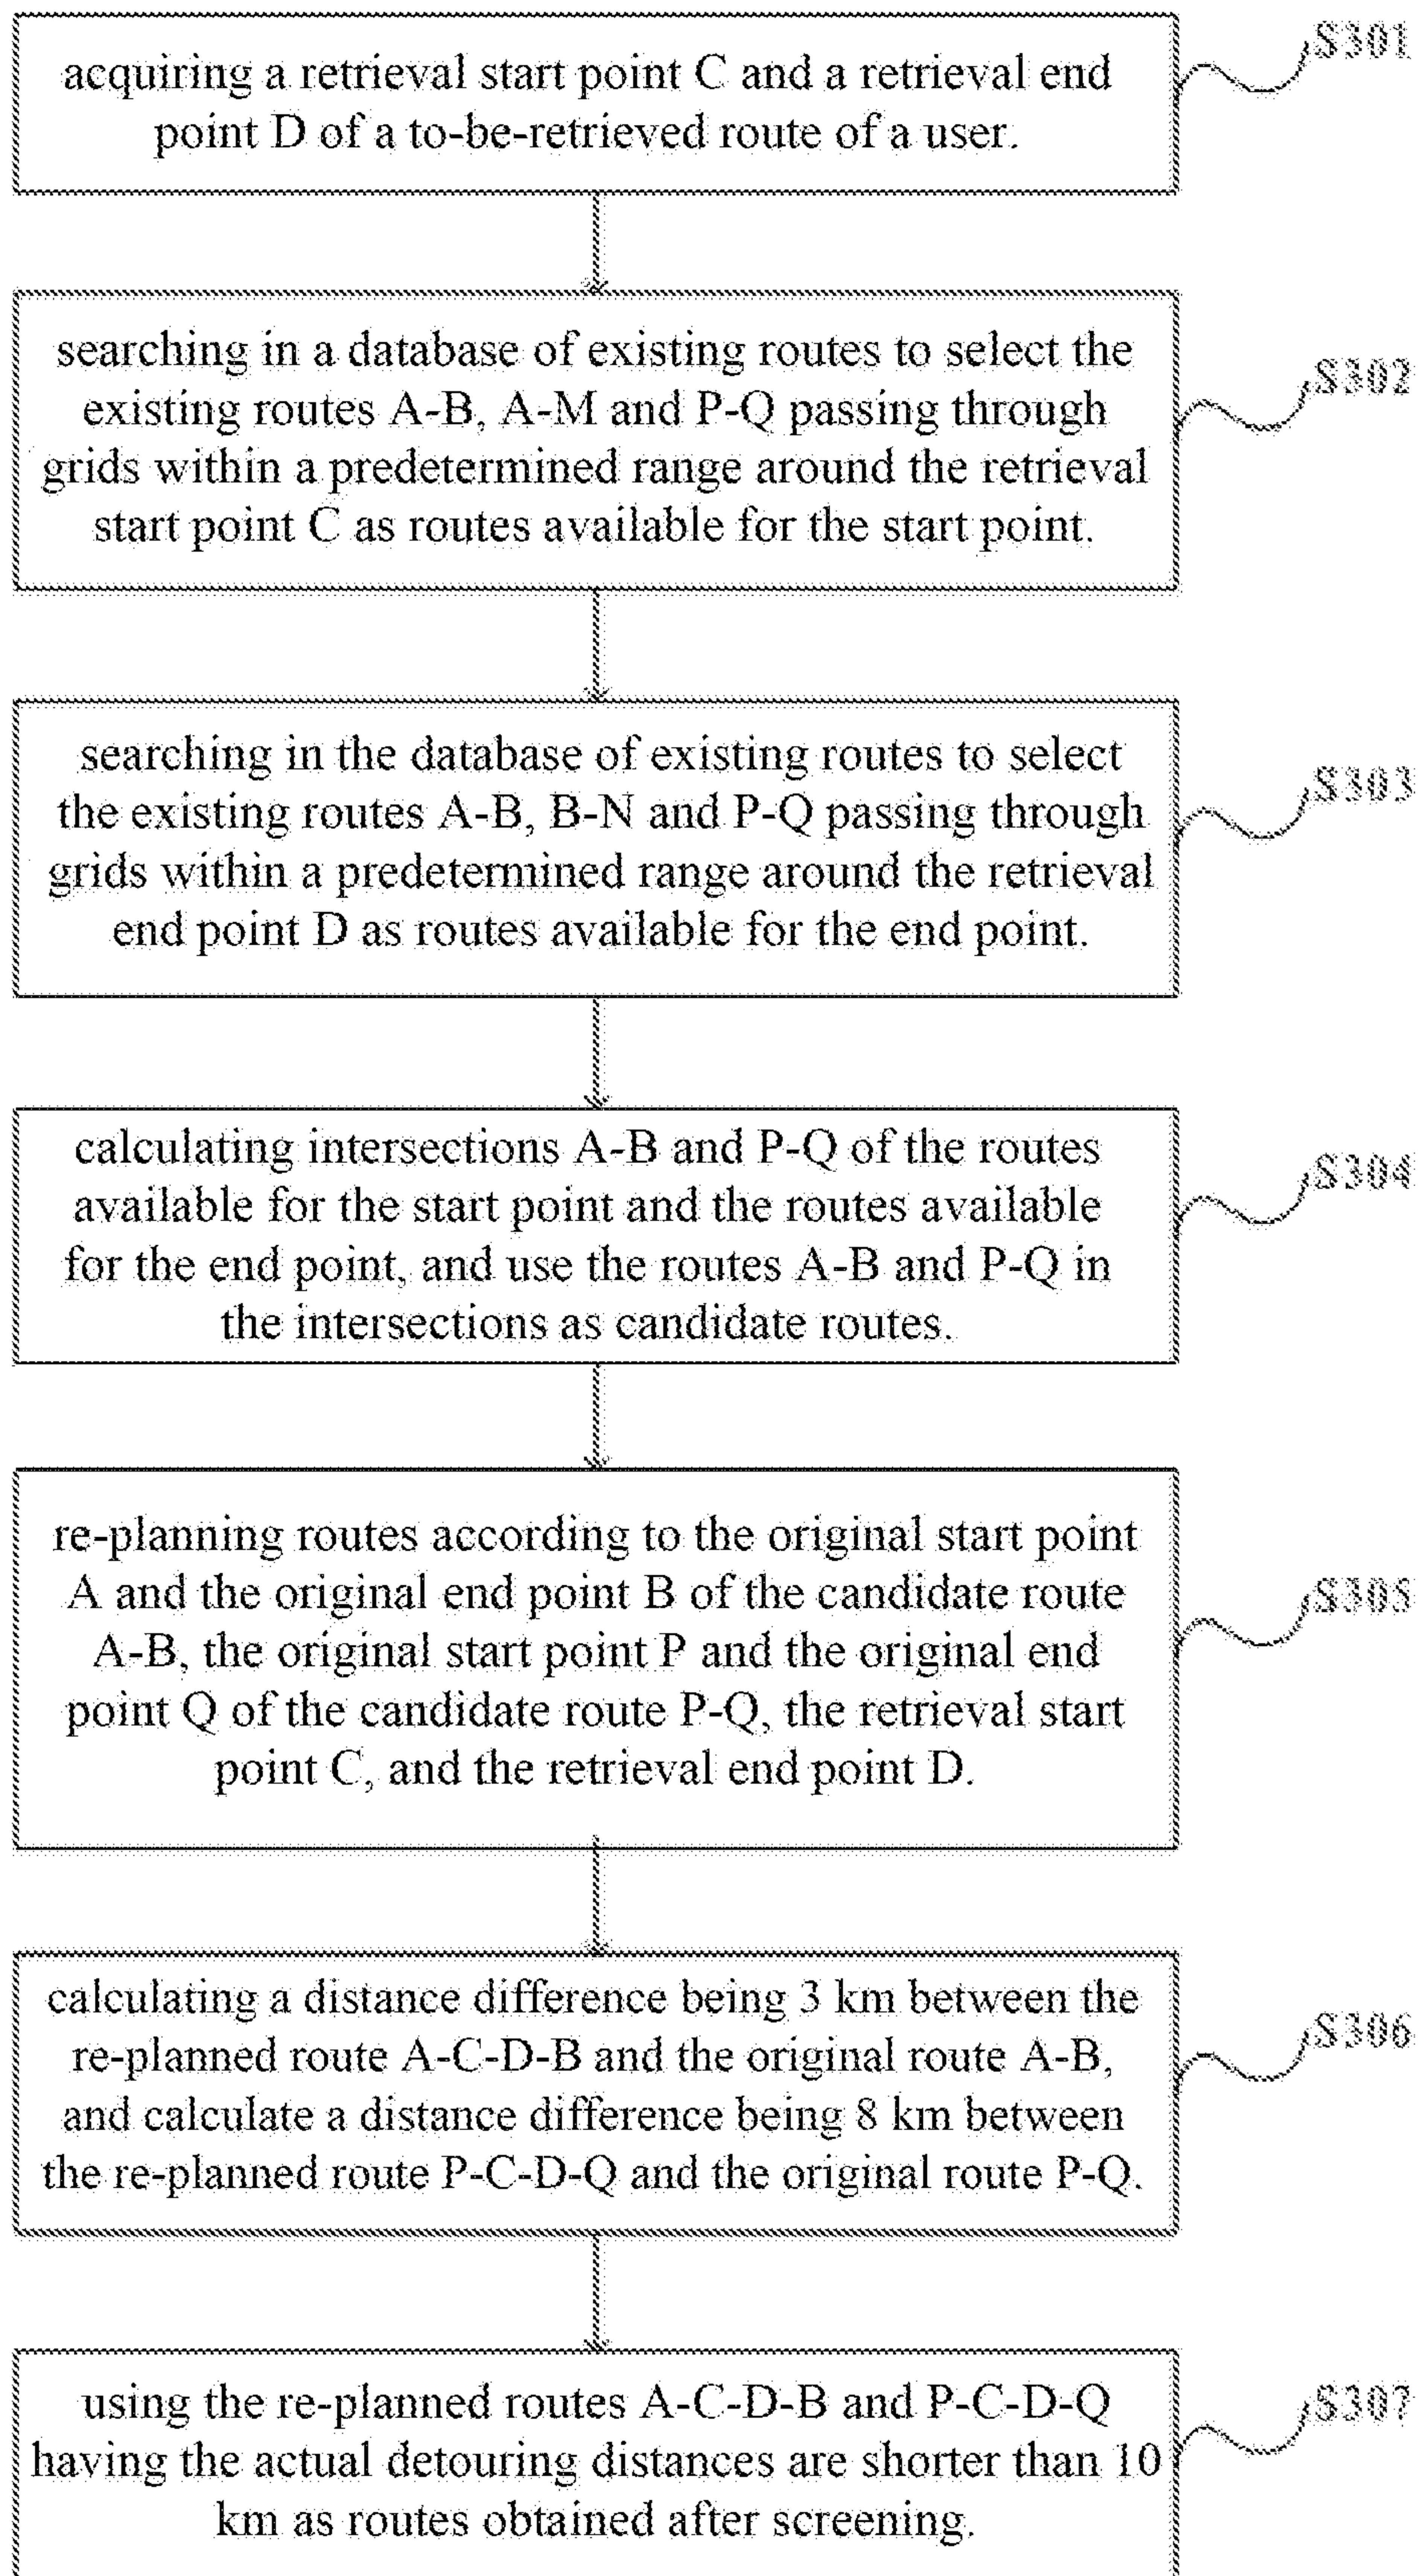 acquiring a retrieval start point C and a retrieval end
point D of a to-be-retrieved route of a user.
S301
searching in a database of existing routes to select the
existing routes A-B, A-M and P-Q passing through
grids within a predetermined range around the retrieval
start point C as routes available for the start point.
S302
searching in the database of existing routes to select
the existing routes A-B, B-N and P-Q passing through
grids within a predetermined range around the retrieval
end point D as routes available for the end point.
S303
calculating intersections A-B and P-Q of the routes
available for the start point and the routes available
for the end point, and use the routes A-B and P-Q in
the intersections as candidate routes.
S304
re-planning routes according to the original start point
A and the original end point B of the candidate route
A-B, the original start point P and the original end
point Q of the candidate route P-Q, the retrieval start
point C, and the retrieval end point D.
S305
calculating a distance difference being 3 km between the
re-planned route A-C-D-B and the original route A-B,
and calculate a distance difference being 8 km between
the re-planned route P-C-D-Q and the original route P-Q.
S306
using the re-planned routes A-C-D-B and P-C-D-Q
having the actual detouring distances are shorter than 10
km as routes obtained after screening.
S307